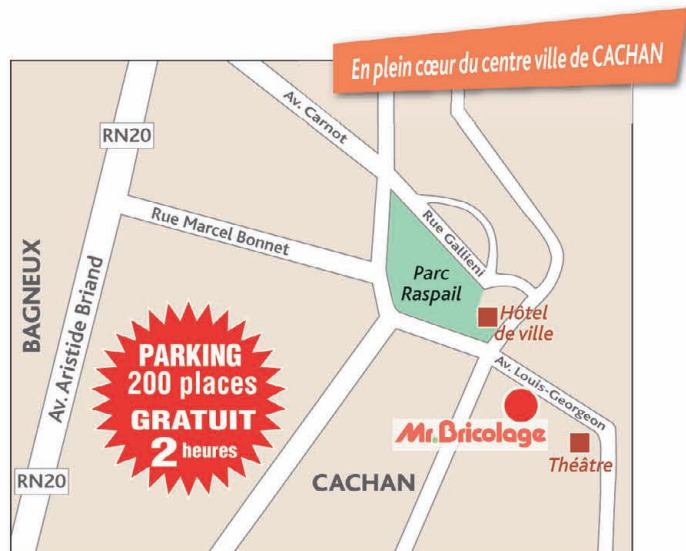 En plein cœur du centre ville de CACHAN
Av. Carnot
RN20
Rue Marcel Bonnet
Rue Gallieni
BAGNEUX
Av. Aristide Briand
Parc
Raspail
Hôtel
de ville
PARKING
200 places
GRATUIT
2 heures
Av. Louis-Georgeon
Mr.Bricolage
Théâtre
CACHAN
RN20